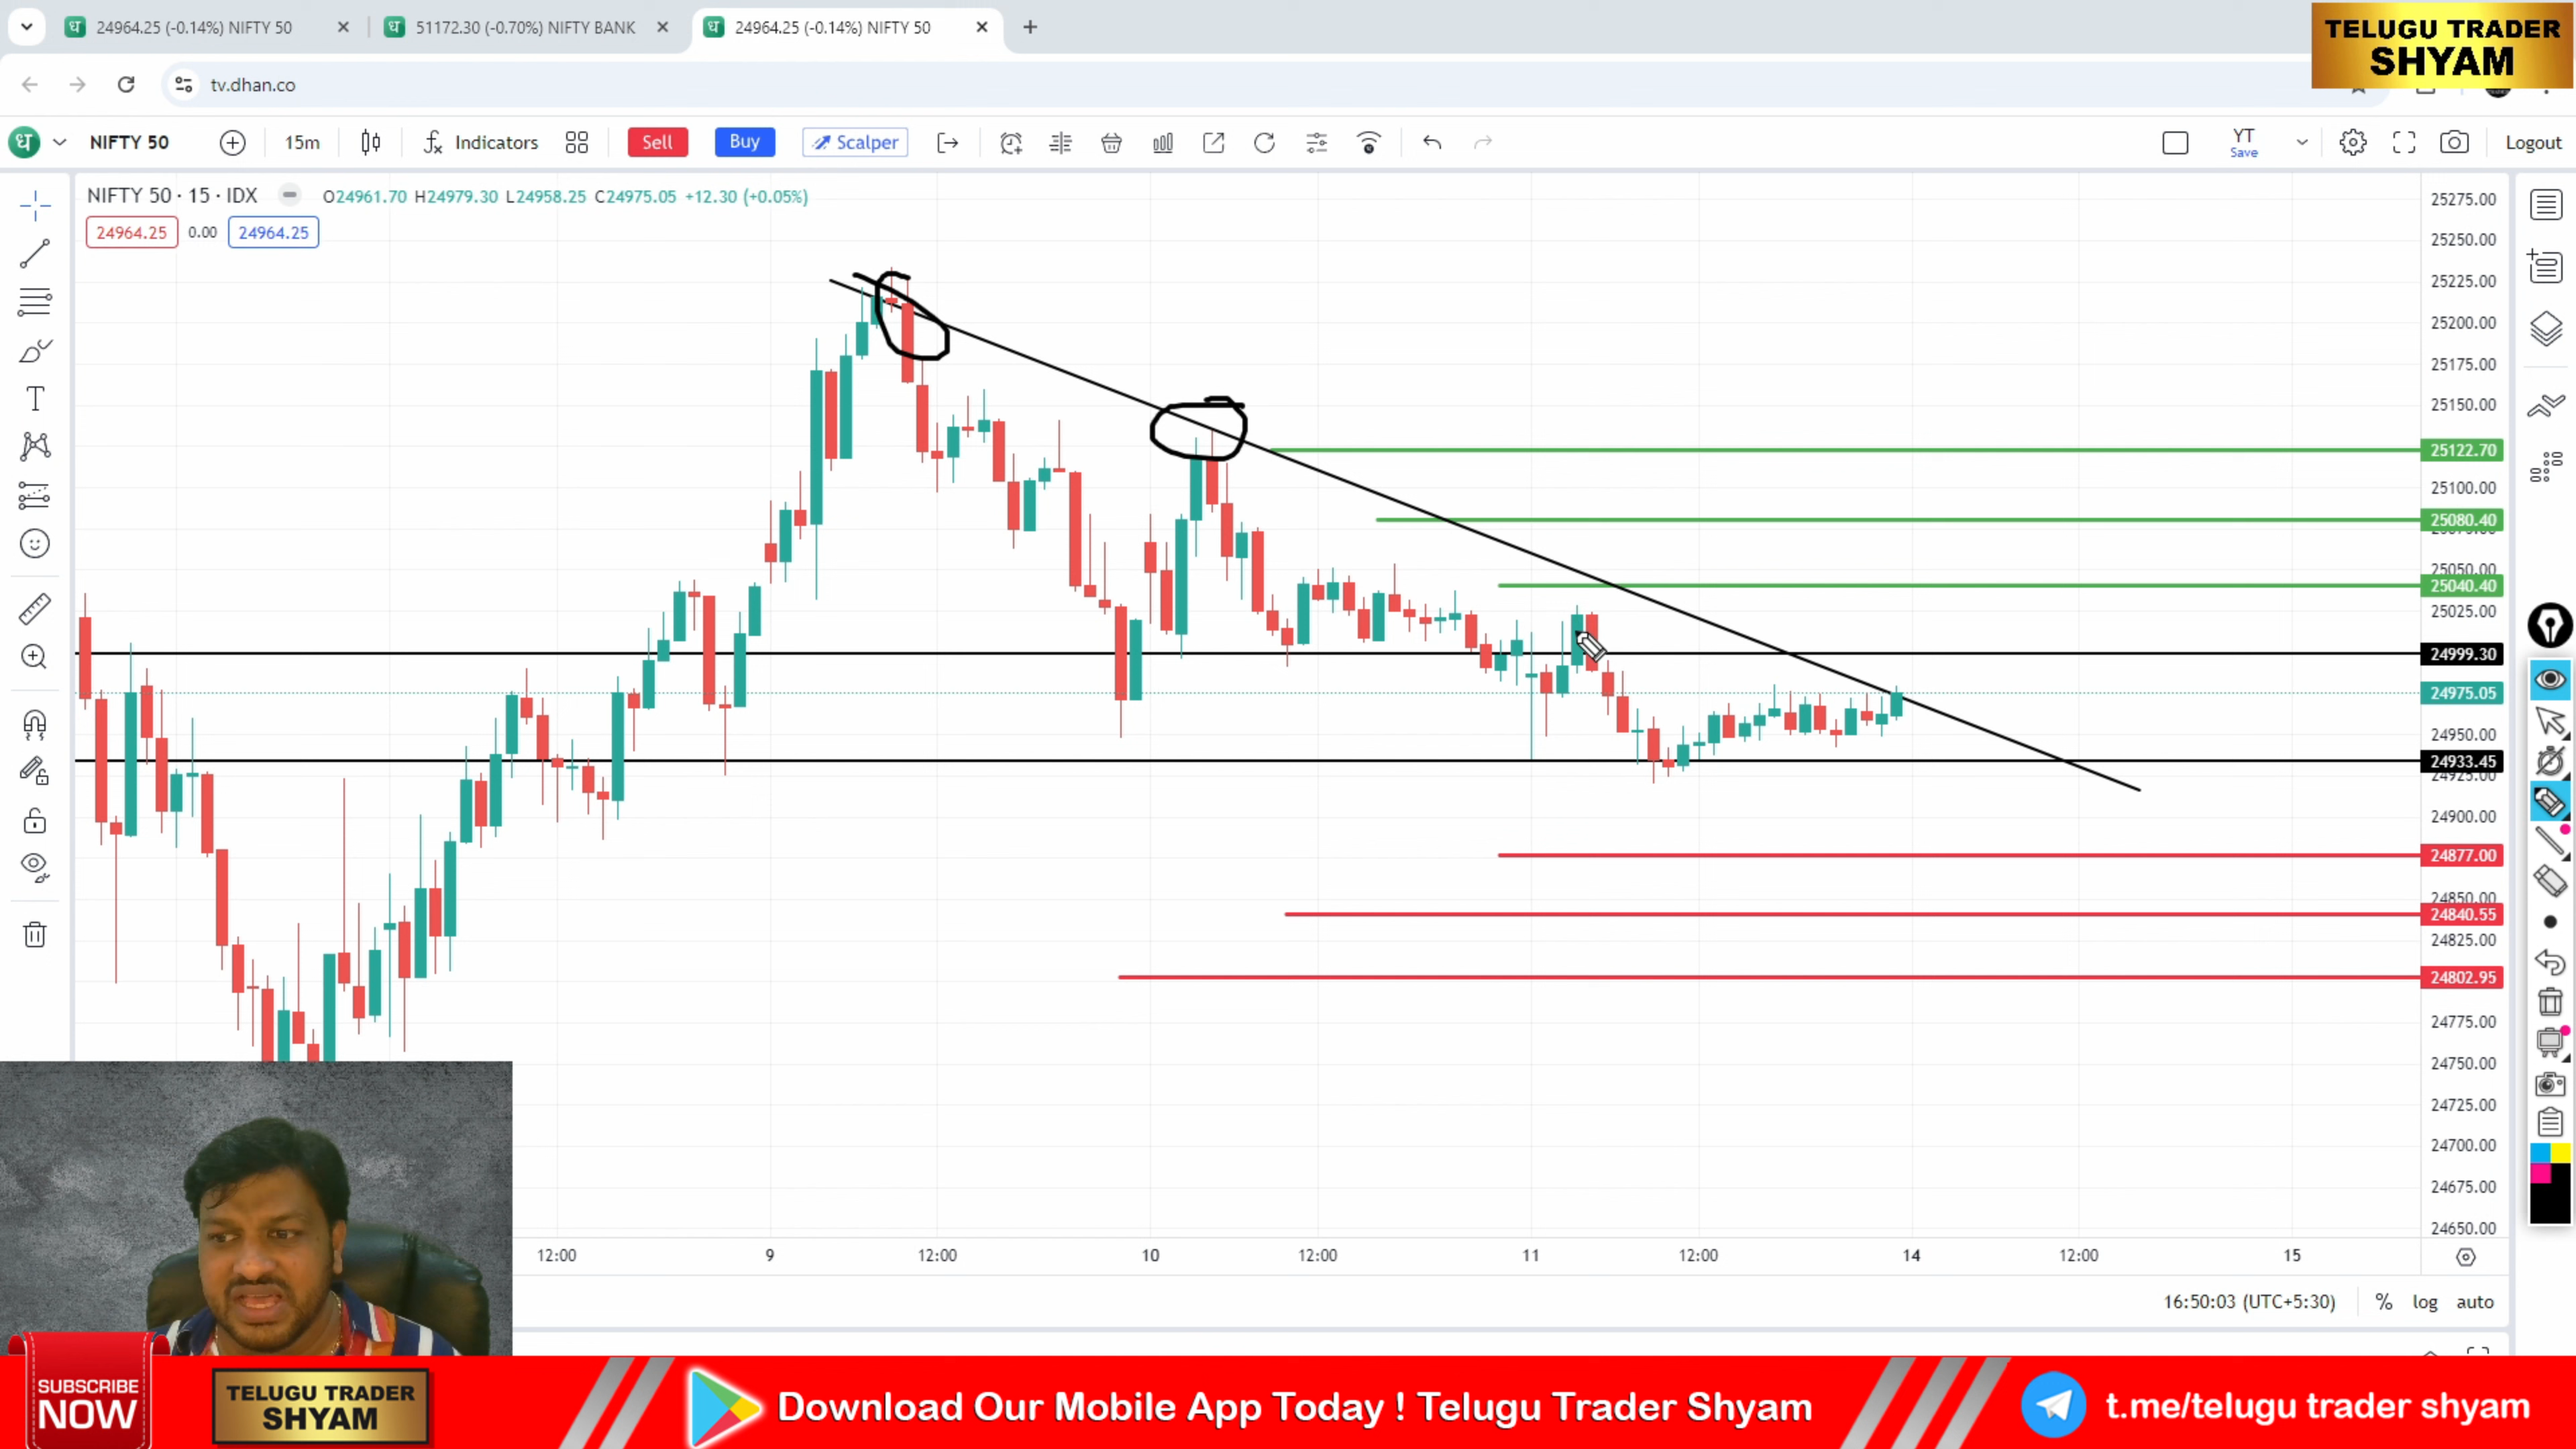 24964.25 (-0.14%) NIFTY 50
51172.30 (-0.70%) NIFTY BANK
24964.25 (-0.14%) NIFTY 50
TELUGU TRADER
SHYAM
tv.dhan.co
NIFTY 50
15m
Indicators
Sell
Buy
Scalper
YT
Save
Logout
NIFTY 50 · 15 · IDX
O24961.70 H24979.30 L24958.25 C24975.05 +12.30 (+0.05%)
24964.25
0.00
24964.25
25275.00
25250.00
25225.00
25200.00
25175.00
25150.00
25122.70
25100.00
25080.40
25050.00
25040.40
25025.00
24999.30
24975.05
24950.00
24933.45
24925.00
24900.00
24877.00
24850.00
24840.55
24825.00
24802.95
24775.00
24750.00
24725.00
24700.00
24675.00
24650.00
12:00
9
12:00
10
12:00
11
12:00
14
12:00
15
16:50:03 (UTC+5:30)
%
log
auto
SUBSCRIBE
NOW
TELUGU TRADER
SHYAM
Download Our Mobile App Today ! Telugu Trader Shyam
t.me/telugu trader shyam